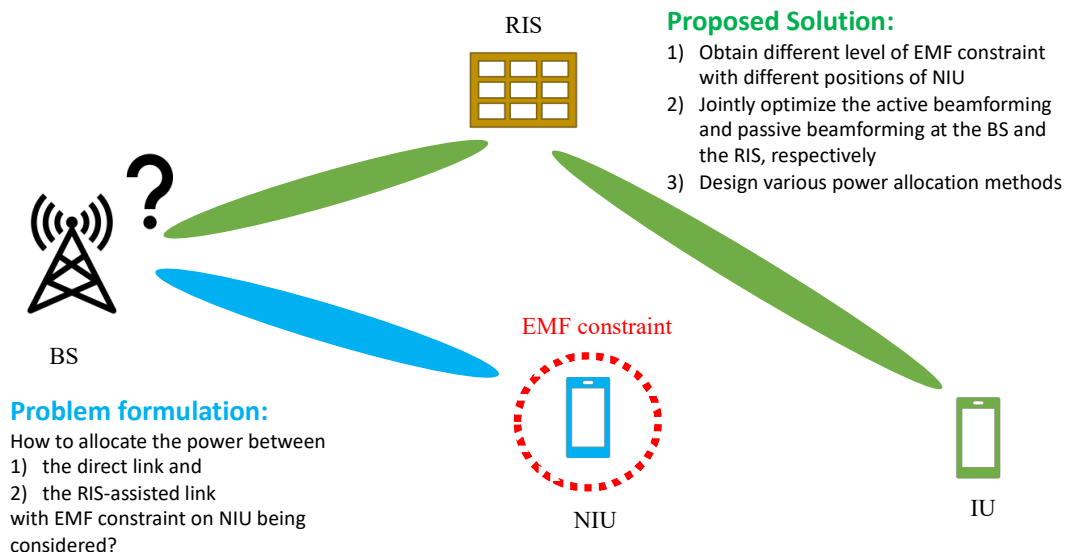 RIS
Proposed Solution:
1) Obtain different level of EMF constraint
with different positions of NIU
2) Jointly optimize the active beamforming
and passive beamforming at the BS and
the RIS, respectively
3) Design various power allocation methods
?
BS
EMF constraint
NIU
IU
Problem formulation:
How to allocate the power between
1) the direct link and
2) the RIS-assisted link
with EMF constraint on NIU being
considered?